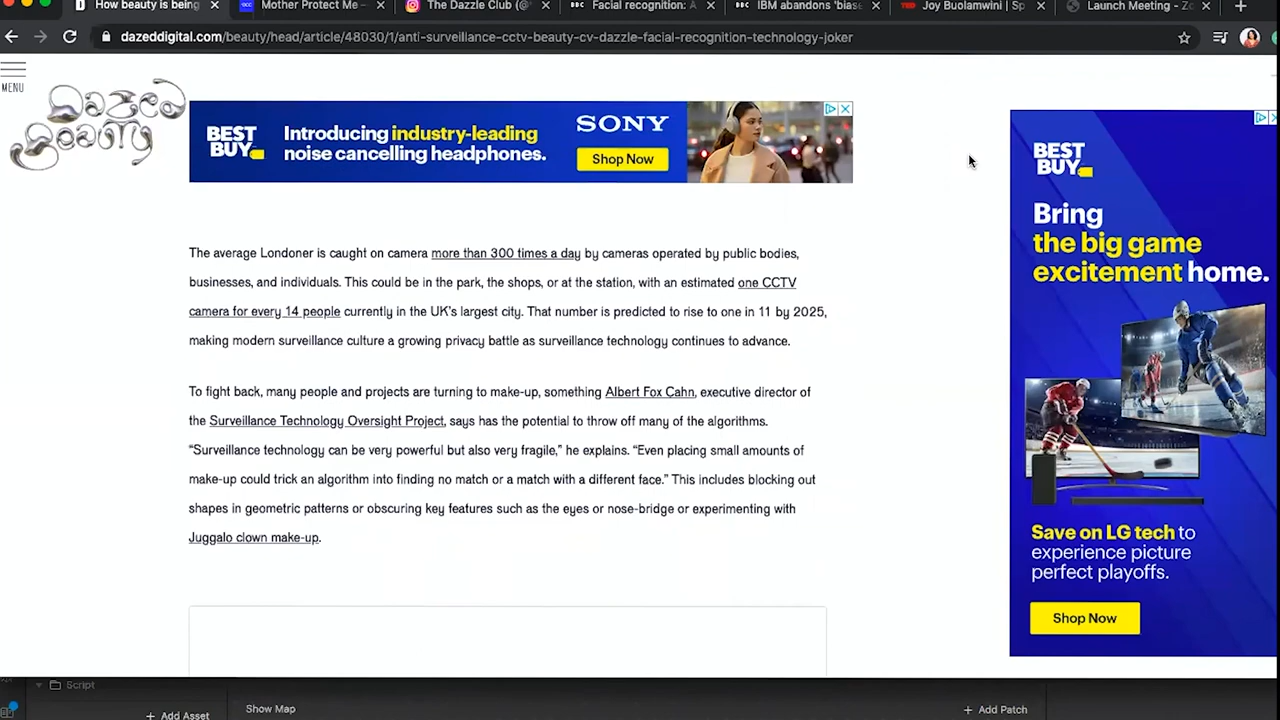 How beauty is being
Mother Protect Me –
The Dazzle Club (@
BBC
Facial recognition: A
BBC
IBM abandons 'bias
Joy Buolamwini | Sp
Launch Meeting - Zo
dazeddigital.com/beauty/head/article/48030/1/anti-surveillance-cctv-beauty-cv-dazzle-facial-recognition-technology-joker
MENU
Dazed
Beauty
BEST
BUY
Introducing industry-leading
noise cancelling headphones.
SONY
Shop Now
The average Londoner is caught on camera more than 300 times a day by cameras operated by public bodies,
businesses, and individuals. This could be in the park, the shops, or at the station, with an estimated one CCTV
camera for every 14 people currently in the UK's largest city. That number is predicted to rise to one in 11 by 2025,
making modern surveillance culture a growing privacy battle as surveillance technology continues to advance.
To fight back, many people and projects are turning to make-up, something Albert Fox Cahn, executive director of
the Surveillance Technology Oversight Project, says has the potential to throw off many of the algorithms.
“Surveillance technology can be very powerful but also very fragile,” he explains. “Even placing small amounts of
make-up could trick an algorithm into finding no match or a match with a different face.” This includes blocking out
shapes in geometric patterns or obscuring key features such as the eyes or nose-bridge or experimenting with
Juggalo clown make-up.
BEST
BUY
Bring
the big game
excitement home.
Save on LG tech to
experience picture
perfect playoffs.
Shop Now
Script
+ Add Asset
Show Map
+ Add Patch